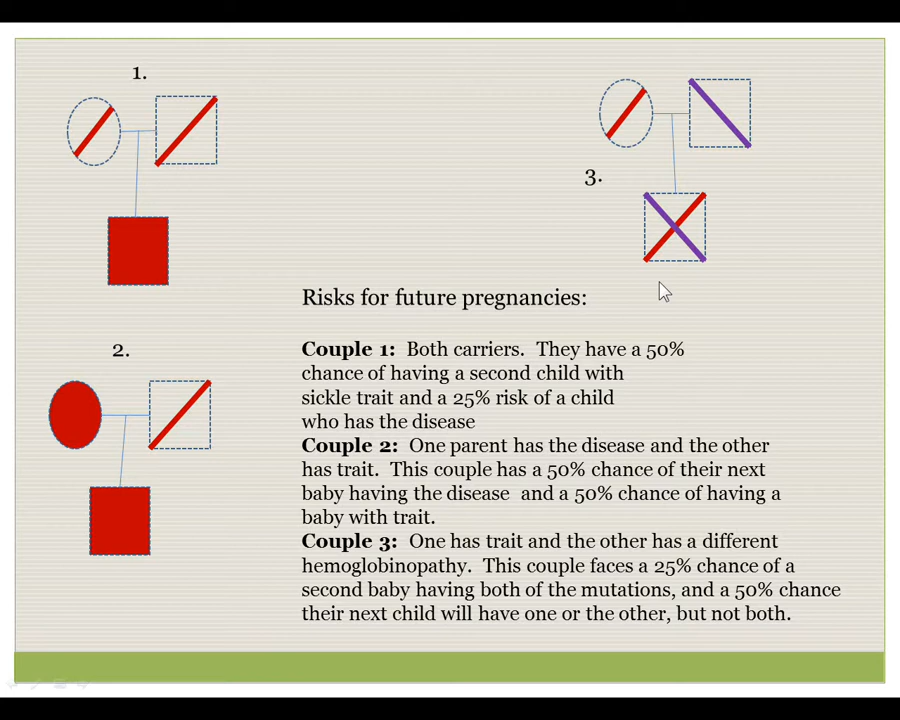 1.
3.
Risks for future pregnancies:
2.
Couple 1: Both carriers. They have a 50%
chance of having a second child with
sickle trait and a 25% risk of a child
who has the disease
Couple 2: One parent has the disease and the other
has trait. This couple has a 50% chance of their next
baby having the disease and a 50% chance of having a
baby with trait.
Couple 3: One has trait and the other has a different
hemoglobinopathy. This couple faces a 25% chance of a
second baby having both of the mutations, and a 50% chance
their next child will have one or the other, but not both.